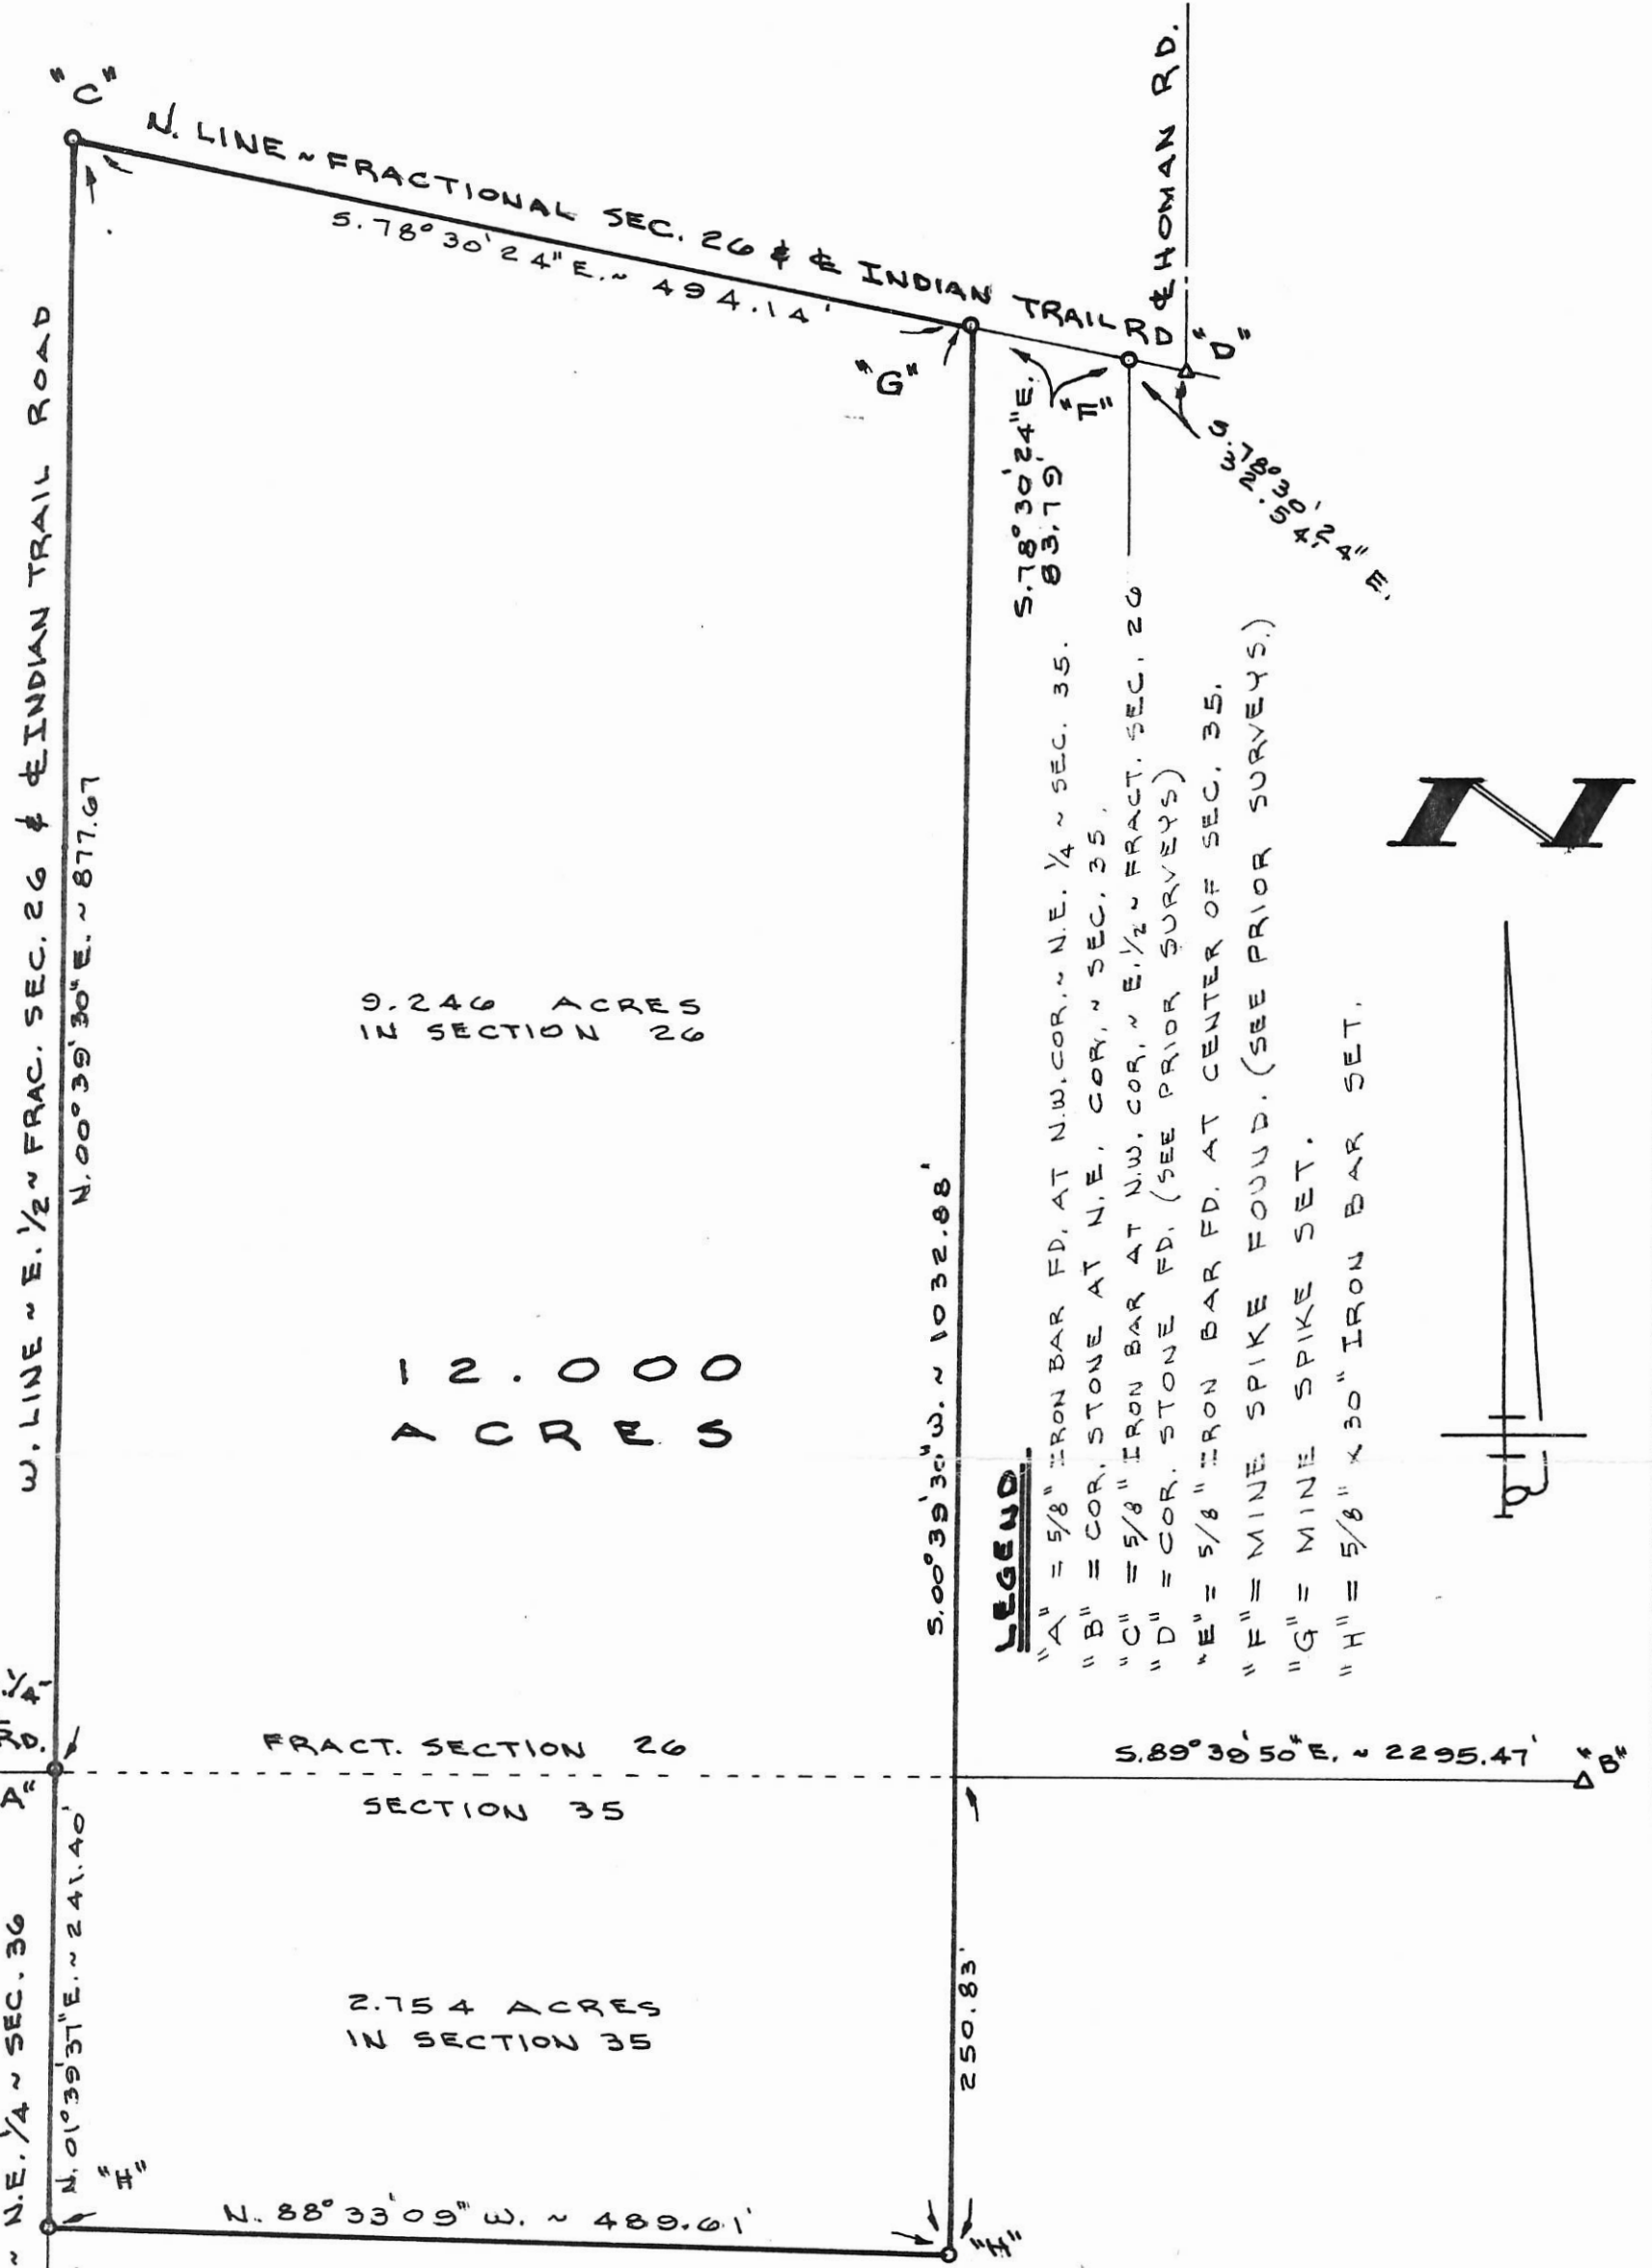 "C"
N. LINE ~ FRACTIONAL SEC. 26 & ℄ INDIAN TRAIL RD
S.78°30'24"E. ~ 494.14'
℄ HOMAN RD.
"D"
"G"
"F"
S.78°30'24"E.
83.79'
S.78°30'24"E.
32.54'
W. LINE ~ E. 1/2 ~ FRAC. SEC. 26 & ℄ INDIAN TRAIL ROAD
N.00°39'30"E. ~ 877.67
9.246 ACRES
IN SECTION 26
12.000
ACRES
S.00°39'30"W. ~ 1032.88'
LEGEND
"A" = 5/8" IRON BAR FD. AT N.W. COR. ~ N.E. 1/4 ~ SEC. 35.
"B" = COR. STONE AT N.E. COR. ~ SEC. 35.
"C" = 5/8" IRON BAR AT N.W. COR. ~ E. 1/2 ~ FRACT. SEC. 26
"D" = COR. STONE FD. (SEE PRIOR SURVEYS)
"E" = 5/8" IRON BAR FD. AT CENTER OF SEC. 35.
"F" = MINE SPIKE FOUND. (SEE PRIOR SURVEYS.)
"G" = MINE SPIKE SET.
"H" = 5/8" x 30" IRON BAR SET.
N
1/4
RD.
A"
FRACT. SECTION 26
SECTION 35
S.89°39'50"E. ~ 2295.47'
"B"
~ N.E. 1/4 ~ SEC. 36
N.01°39'37"E. ~ 241.40'
2.754 ACRES
IN SECTION 35
250.83'
"H"
N. 88°33'09" W. ~ 489.61'
"H"